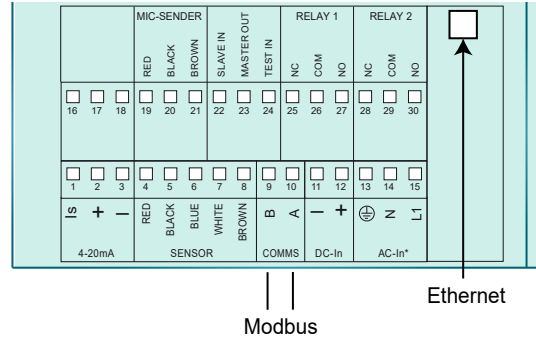 MIC-SENDER RELAY 1 RELAY 2
RED BLACK BROWN SLAVE IN MASTER OUT TEST IN NC COM NO NC COM NO
16 17 18 19 20 21 22 23 24 25 26 27 28 29 30
1 2 3 4 5 6 7 8 9 10 11 12 13 14 15
Is + — RED BLACK BLUE WHITE BROWN B A — + N L1
4-20mA SENSOR COMMS DC-In AC-In*
Ethernet
Modbus